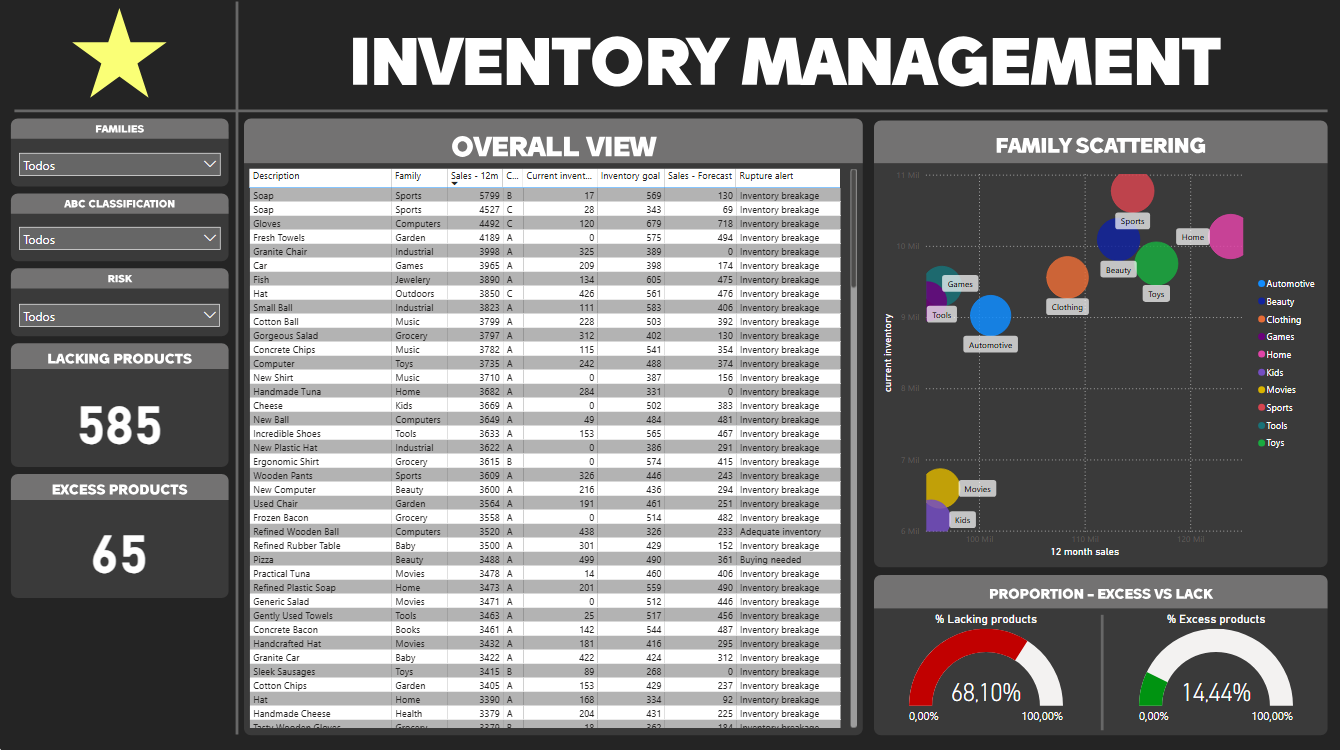 INVENTORY MANAGEMENT
FAMILIES
Todos
ABC CLASSIFICATION
Todos
RISK
Todos
LACKING PRODUCTS
585
EXCESS PRODUCTS
65
OVERALL VIEW
Description Family Sales - 12m C... Current invent... Inventory goal Sales - Forecast Rupture alert
Soap Sports 5799 B 17 569 130 Inventory breakage
Soap Sports 4527 C 28 343 69 Inventory breakage
Gloves Computers 4492 C 120 679 718 Inventory breakage
Fresh Towels Garden 4189 A 0 575 494 Inventory breakage
Granite Chair Industrial 3998 A 325 389 0 Inventory breakage
Car Games 3965 A 209 398 174 Inventory breakage
Fish Jewelery 3890 A 134 605 475 Inventory breakage
Hat Outdoors 3850 C 426 561 476 Inventory breakage
Small Ball Industrial 3823 A 111 583 406 Inventory breakage
Cotton Ball Music 3799 A 228 503 392 Inventory breakage
Gorgeous Salad Grocery 3797 A 312 402 130 Inventory breakage
Concrete Chips Music 3782 A 115 541 354 Inventory breakage
Computer Toys 3735 A 242 488 374 Inventory breakage
New Shirt Music 3710 A 0 387 156 Inventory breakage
Handmade Tuna Home 3682 A 284 331 0 Inventory breakage
Cheese Kids 3669 A 0 502 383 Inventory breakage
New Ball Computers 3649 A 49 484 481 Inventory breakage
Incredible Shoes Tools 3633 A 153 565 467 Inventory breakage
New Plastic Hat Industrial 3622 A 0 386 291 Inventory breakage
Ergonomic Shirt Grocery 3615 B 0 574 415 Inventory breakage
Wooden Pants Sports 3609 A 326 446 243 Inventory breakage
New Computer Beauty 3600 A 216 436 294 Inventory breakage
Used Chair Garden 3564 A 191 461 251 Inventory breakage
Frozen Bacon Grocery 3558 A 0 514 482 Inventory breakage
Refined Wooden Ball Computers 3520 A 438 326 233 Adequate inventory
Refined Rubber Table Baby 3500 A 301 429 152 Inventory breakage
Pizza Beauty 3488 A 499 490 361 Buying needed
Practical Tuna Movies 3478 A 14 460 406 Inventory breakage
Refined Plastic Soap Home 3473 A 201 559 490 Inventory breakage
Generic Salad Movies 3471 A 0 512 446 Inventory breakage
Gently Used Towels Tools 3463 A 25 517 456 Inventory breakage
Concrete Bacon Books 3461 A 142 544 487 Inventory breakage
Handcrafted Hat Movies 3432 A 181 416 295 Inventory breakage
Granite Car Baby 3422 A 422 424 312 Inventory breakage
Sleek Sausages Toys 3415 B 89 268 0 Inventory breakage
Cotton Chips Garden 3405 A 153 429 237 Inventory breakage
Hat Home 3390 A 168 334 92 Inventory breakage
Handmade Cheese Health 3379 A 204 431 225 Inventory breakage
FAMILY SCATTERING
11 Mil
10 Mil
9 Mil
8 Mil
7 Mil
6 Mil
current inventory
Sports
Home
Beauty
Toys
Games
Clothing
Tools
Automotive
Movies
Kids
100 Mil 110 Mil 120 Mil
12 month sales
Automotive
Beauty
Clothing
Games
Home
Kids
Movies
Sports
Tools
Toys
PROPORTION - EXCESS VS LACK
% Lacking products
68,10%
0,00% 100,00%
% Excess products
14,44%
0,00% 100,00%